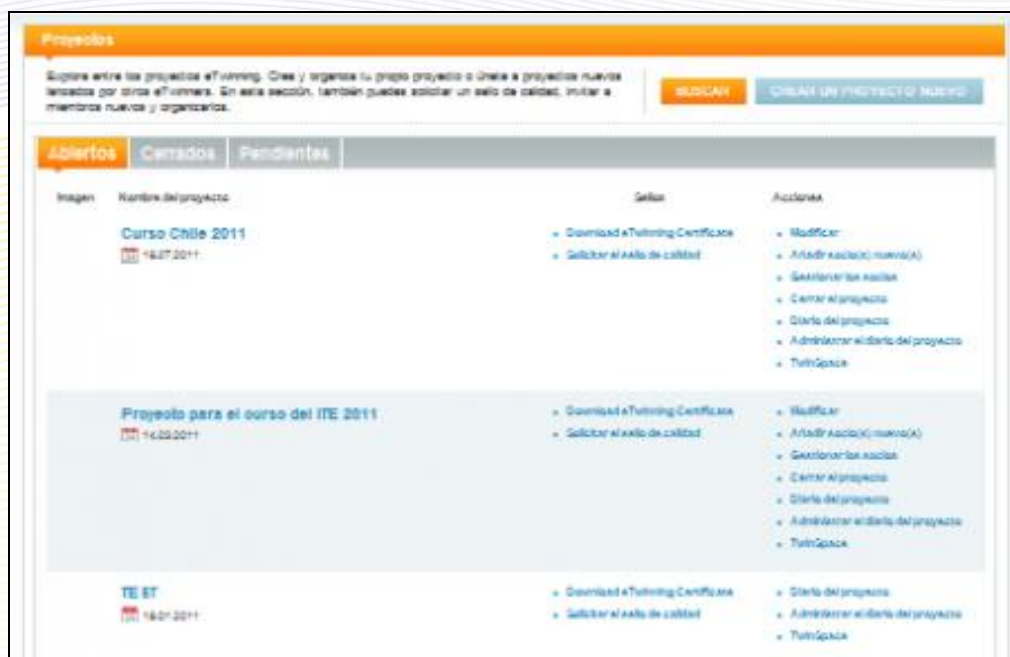 Proyectos
Explora entre los proyectos eTwinning. Crea y organiza tu propio proyecto o únete a proyectos nuevos
lanzados por otros eTwinners. En esta sección, también puedes solicitar un sello de calidad, invitar a
miembros nuevos y organizarlos.
BUSCAR
CREAR UN PROYECTO NUEVO
Abiertos Cerrados Pendientes
Imagen Nombre del proyecto Sellos Acciones
Curso Chile 2011
Download eTwinning Certificate
Solicitar el sello de calidad
Modificar
Añadir socio(s) nuevo(s)
Gestionar los socios
Cerrar el proyecto
Diario del proyecto
Administrar el diario del proyecto
TwinSpace
Proyecto para el curso del ITE 2011
Download eTwinning Certificate
Solicitar el sello de calidad
Modificar
Añadir socio(s) nuevo(s)
Gestionar los socios
Cerrar el proyecto
Diario del proyecto
Administrar el diario del proyecto
TwinSpace
Download eTwinning Certificate
Solicitar el sello de calidad
Diario del proyecto
Administrar el diario del proyecto
TwinSpace